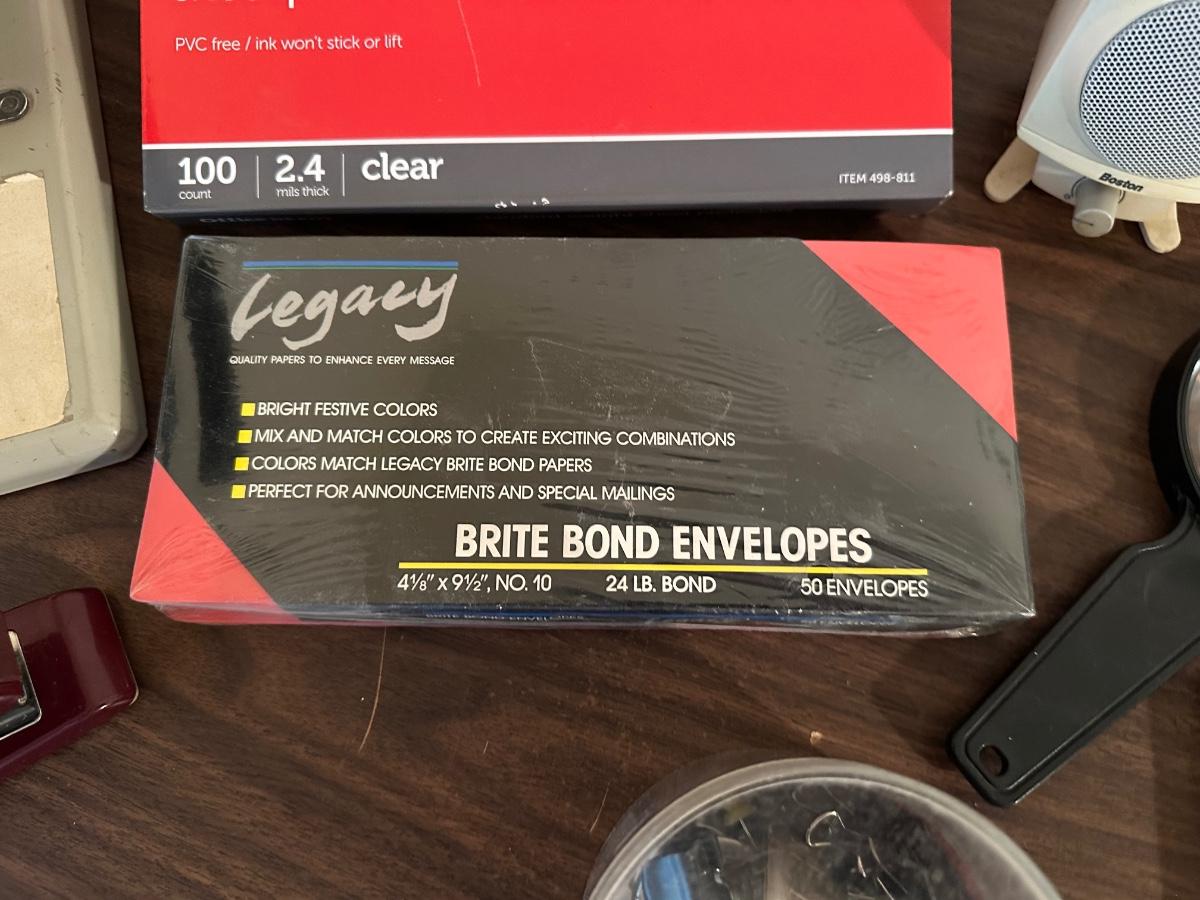 PVC free / ink won't stick or lift
100 count
2.4 mils thick
clear
ITEM 498-811
Boston
Legacy
QUALITY PAPERS TO ENHANCE EVERY MESSAGE
BRIGHT FESTIVE COLORS
MIX AND MATCH COLORS TO CREATE EXCITING COMBINATIONS
COLORS MATCH LEGACY BRITE BOND PAPERS
PERFECT FOR ANNOUNCEMENTS AND SPECIAL MAILINGS
BRITE BOND ENVELOPES
4⅛" x 9½", NO. 10 24 LB. BOND 50 ENVELOPES
BRITE BOND ENVELOPES